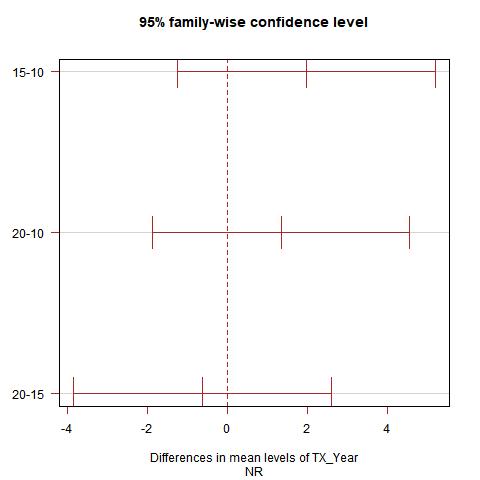 95% family-wise confidence level
15-10
20-10
20-15
-4 -2 0 2 4
Differences in mean levels of TX_Year
NR